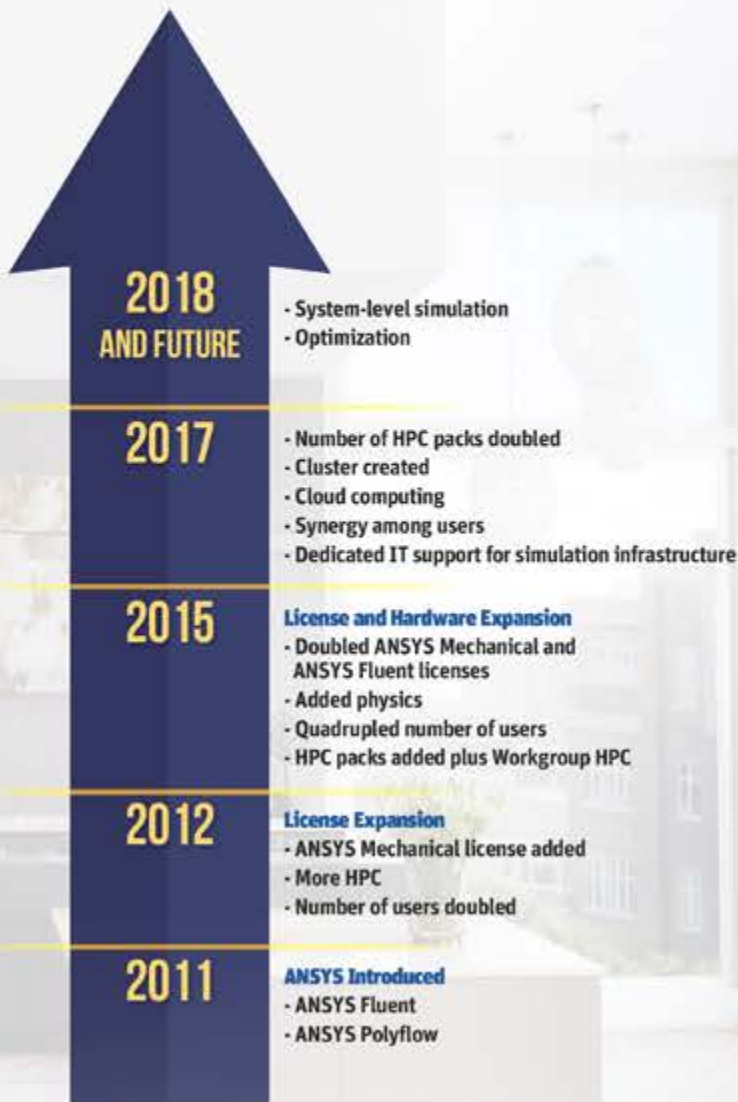 2018
AND FUTURE
- System-level simulation
- Optimization
2017
- Number of HPC packs doubled
- Cluster created
- Cloud computing
- Synergy among users
- Dedicated IT support for simulation infrastructure
2015
License and Hardware Expansion
- Doubled ANSYS Mechanical and
ANSYS Fluent licenses
- Added physics
- Quadrupled number of users
- HPC packs added plus Workgroup HPC
2012
License Expansion
- ANSYS Mechanical license added
- More HPC
- Number of users doubled
2011
ANSYS Introduced
- ANSYS Fluent
- ANSYS Polyflow